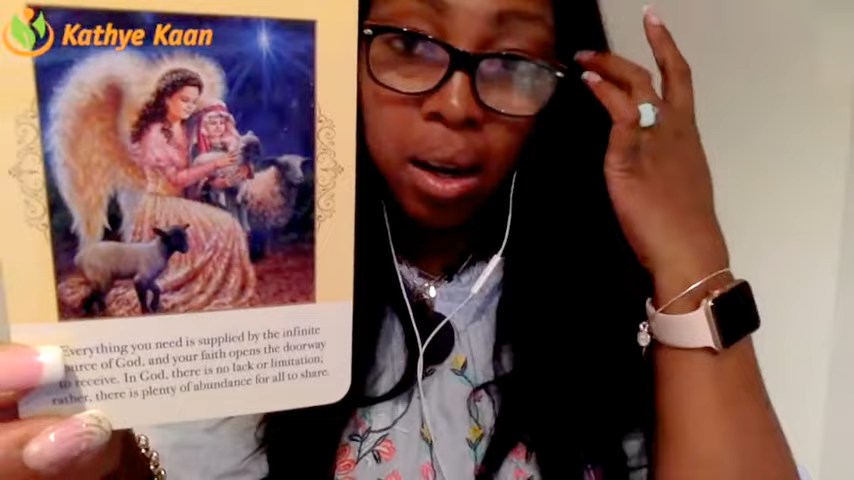 Kathye Kaan
Everything you need is supplied by the infinite
source of God, and your faith opens the doorway
to receive. In God, there is no lack or limitation,
rather, there is plenty of abundance for all to share.